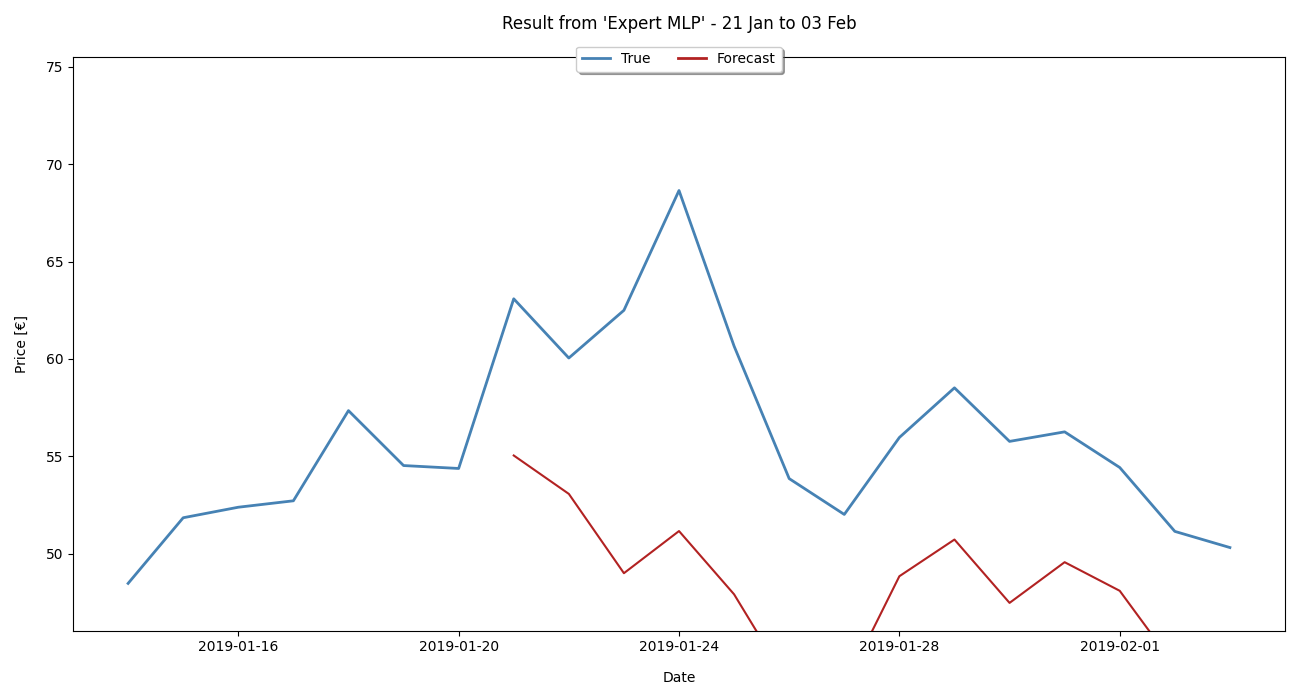 Result from 'Expert MLP' - 21 Jan to 03 Feb
True Forecast
75
70
65
60
55
50
Price [€]
2019-01-16 2019-01-20 2019-01-24 2019-01-28 2019-02-01
Date